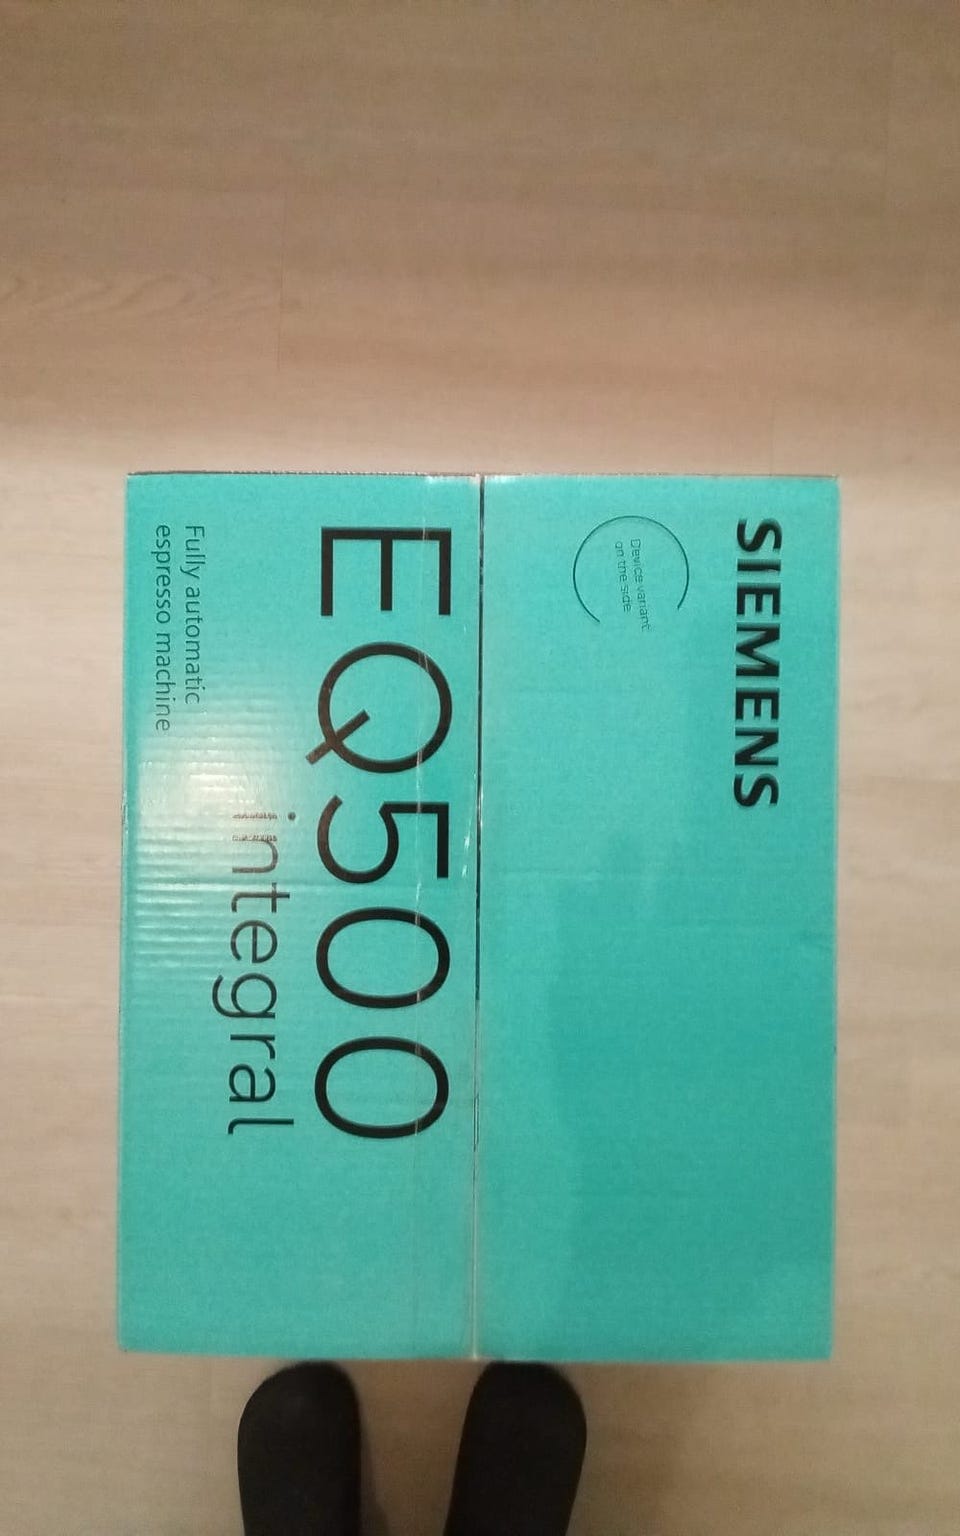 SIEMENS
Device variant
on the side
EQ500
integral
Fully automatic
espresso machine